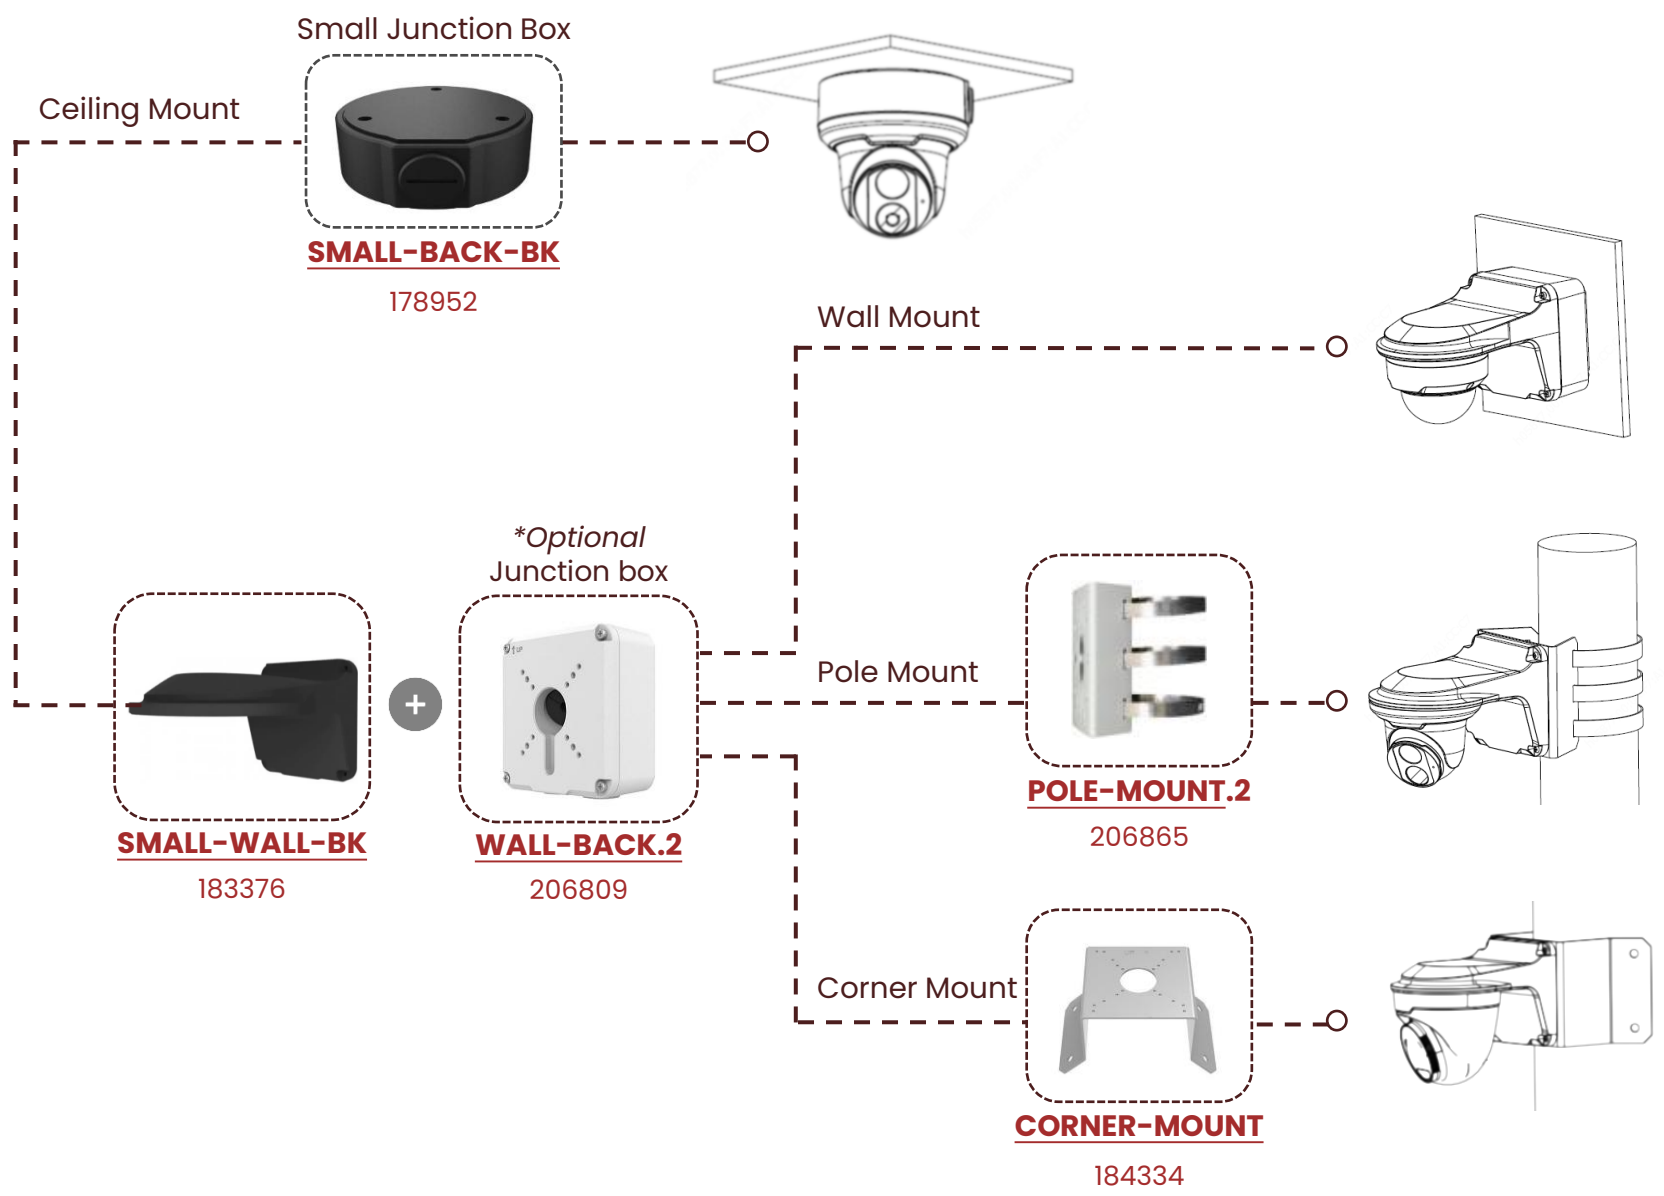 Small Junction Box
Ceiling Mount
SMALL-BACK-BK
178952
Wall Mount
*Optional
Junction box
UP
Pole Mount
SMALL-WALL-BK
183376
WALL-BACK.2
206809
POLE-MOUNT.2
206865
Corner Mount
CORNER-MOUNT
184334